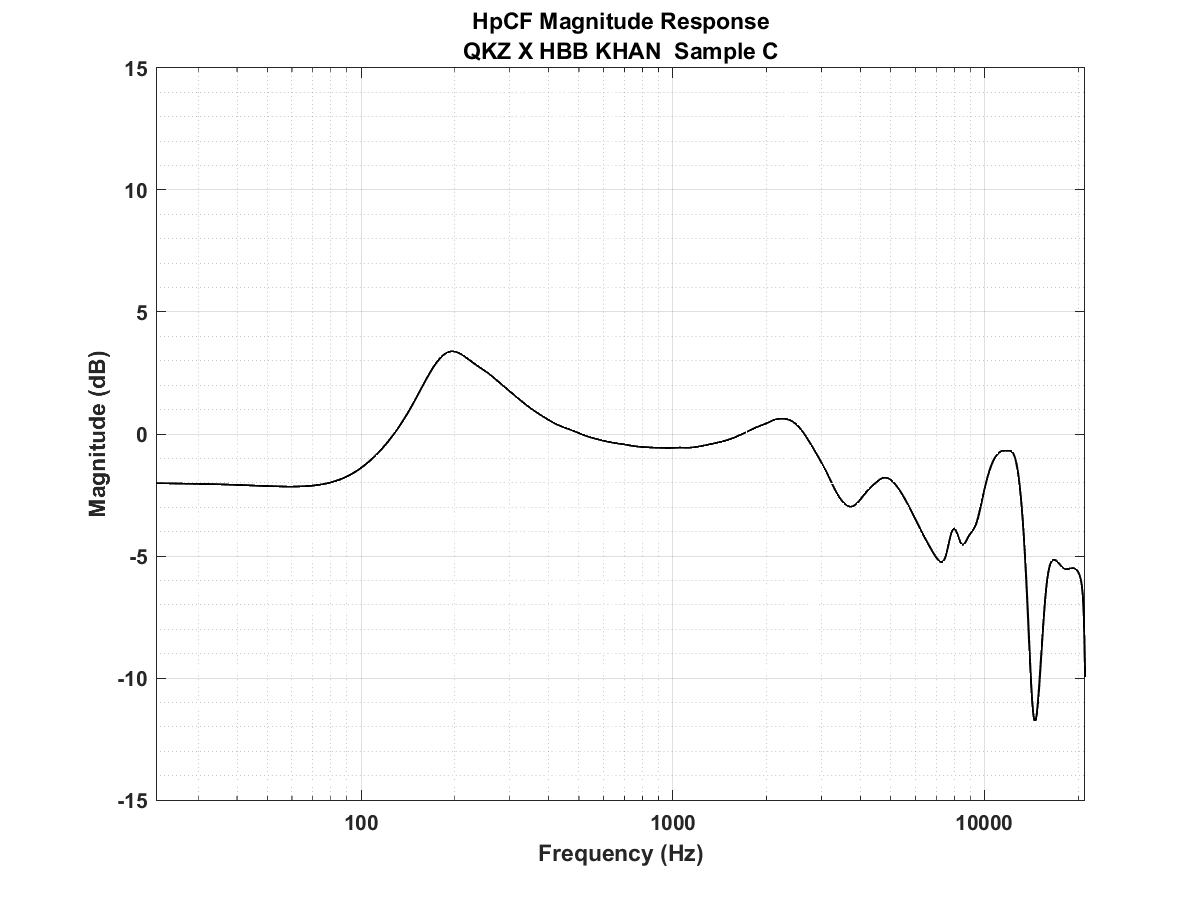 HpCF Magnitude Response
QKZ X HBB KHAN  Sample C
15
10
5
0
-5
-10
-15
Magnitude (dB)
100
1000
10000
Frequency (Hz)